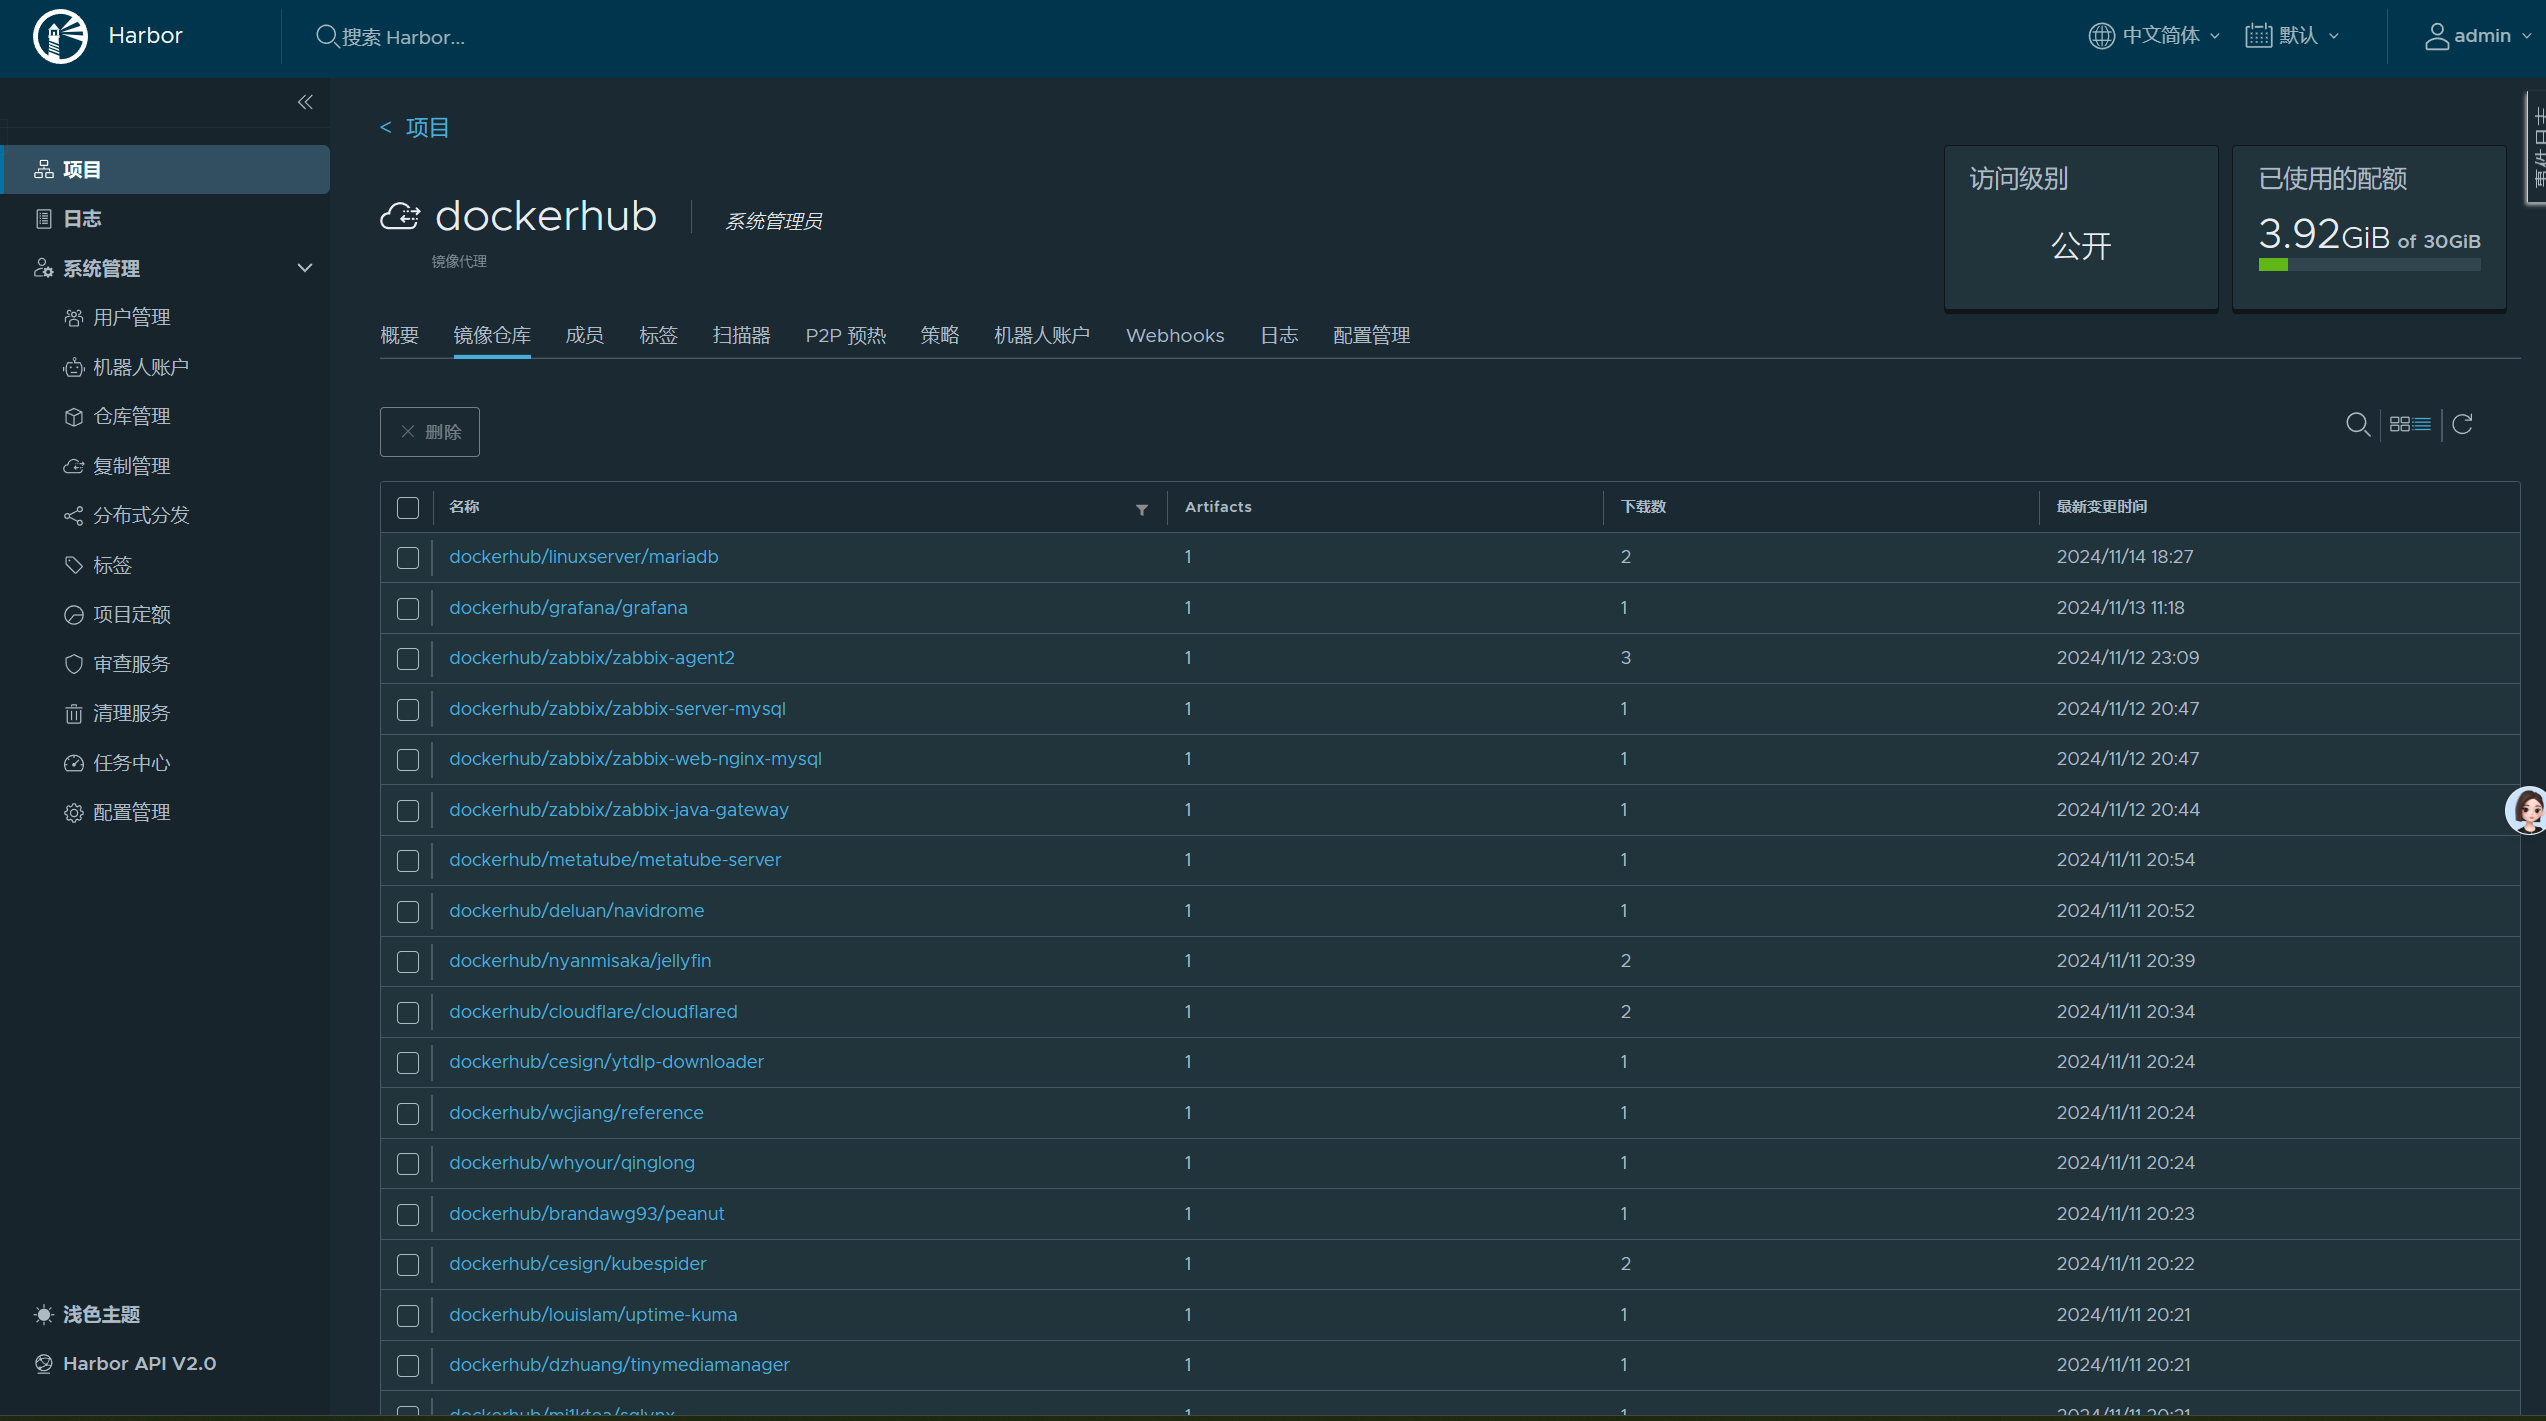 Harbor
搜索 Harbor...
中文简体
默认
admin
项目
日志
系统管理
用户管理
机器人账户
仓库管理
复制管理
分布式分发
标签
项目定额
审查服务
清理服务
任务中心
配置管理
浅色主题
Harbor API V2.0
< 项目
dockerhub
系统管理员
镜像代理
访问级别
公开
已使用的配额
3.92GiB of 30GiB
事件日志
概要 镜像仓库 成员 标签 扫描器 P2P 预热 策略 机器人账户 Webhooks 日志 配置管理
删除
名称 Artifacts 下载数 最新变更时间
dockerhub/linuxserver/mariadb 1 2 2024/11/14 18:27
dockerhub/grafana/grafana 1 1 2024/11/13 11:18
dockerhub/zabbix/zabbix-agent2 1 3 2024/11/12 23:09
dockerhub/zabbix/zabbix-server-mysql 1 1 2024/11/12 20:47
dockerhub/zabbix/zabbix-web-nginx-mysql 1 1 2024/11/12 20:47
dockerhub/zabbix/zabbix-java-gateway 1 1 2024/11/12 20:44
dockerhub/metatube/metatube-server 1 1 2024/11/11 20:54
dockerhub/deluan/navidrome 1 1 2024/11/11 20:52
dockerhub/nyanmisaka/jellyfin 1 2 2024/11/11 20:39
dockerhub/cloudflare/cloudflared 1 2 2024/11/11 20:34
dockerhub/cesign/ytdlp-downloader 1 1 2024/11/11 20:24
dockerhub/wcjiang/reference 1 1 2024/11/11 20:24
dockerhub/whyour/qinglong 1 1 2024/11/11 20:24
dockerhub/brandawg93/peanut 1 1 2024/11/11 20:23
dockerhub/cesign/kubespider 1 2 2024/11/11 20:22
dockerhub/louislam/uptime-kuma 1 1 2024/11/11 20:21
dockerhub/dzhuang/tinymediamanager 1 1 2024/11/11 20:21
dockerhub/mi1ktea/sqlynx 1 1 2024/11/11 20:21